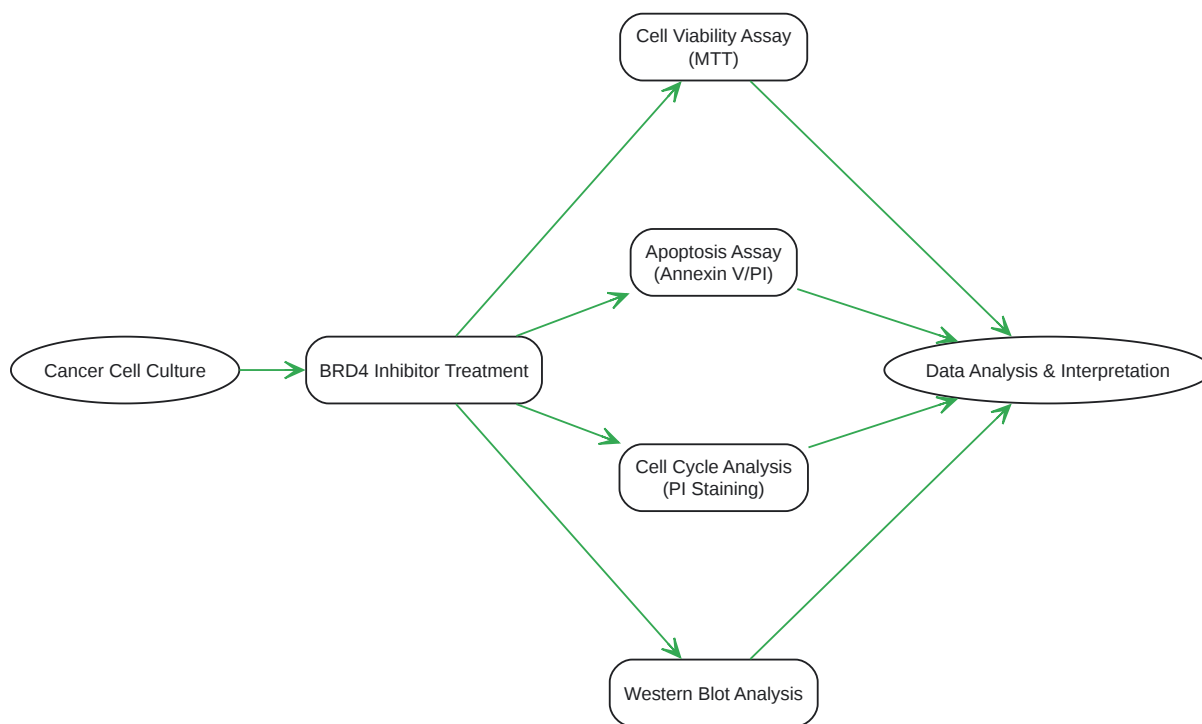 Cell Viability Assay
(MTT)
Apoptosis Assay
(Annexin V/PI)
Cancer Cell Culture
BRD4 Inhibitor Treatment
Data Analysis & Interpretation
Cell Cycle Analysis
(PI Staining)
Western Blot Analysis